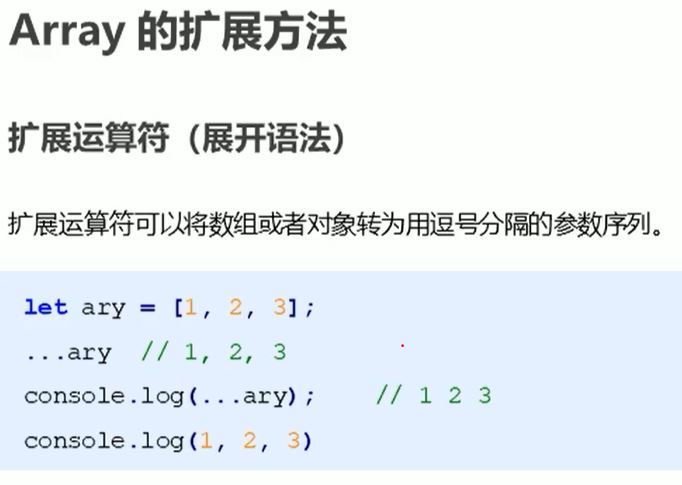 Array 的扩展方法
扩展运算符（展开语法）
扩展运算符可以将数组或者对象转为用逗号分隔的参数序列。
let ary = [1, 2, 3];
...ary  // 1, 2, 3
console.log(...ary);    // 1 2 3
console.log(1, 2, 3)